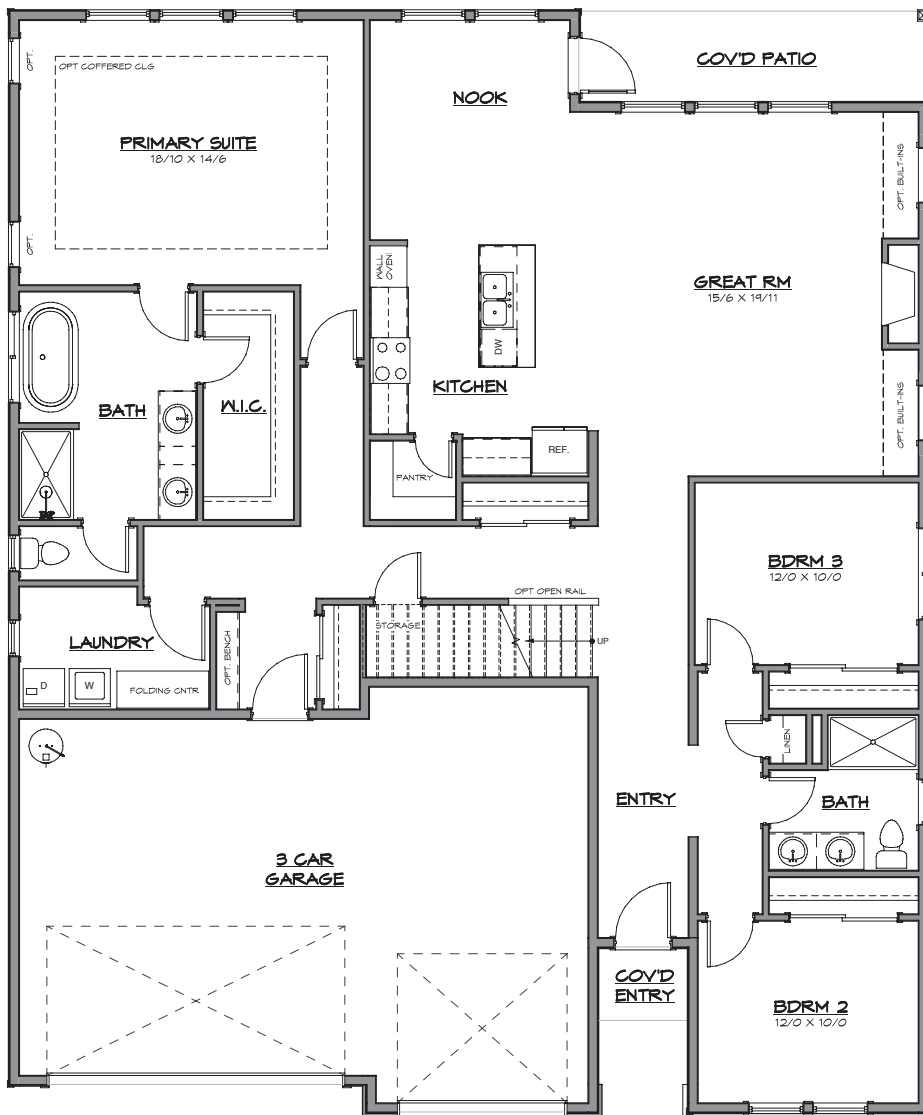 OPT.
OPT COFFERED CLG
PRIMARY SUITE
18/10 X 14/6
OPT.
NOOK
COV'D PATIO
OPT. BUILT-INS
GREAT RM
15/6 X 19/11
OPT. BUILT-INS
WALL
OVEN
DW
KITCHEN
REF.
PANTRY
BATH
W.I.C.
BDRM 3
12/0 X 10/0
OPT OPEN RAIL
STORAGE
UP
LAUNDRY
D
W
FOLDING CNTR
OPT. BENCH
LINEN
ENTRY
BATH
3 CAR
GARAGE
COV'D
ENTRY
BDRM 2
12/0 X 10/0